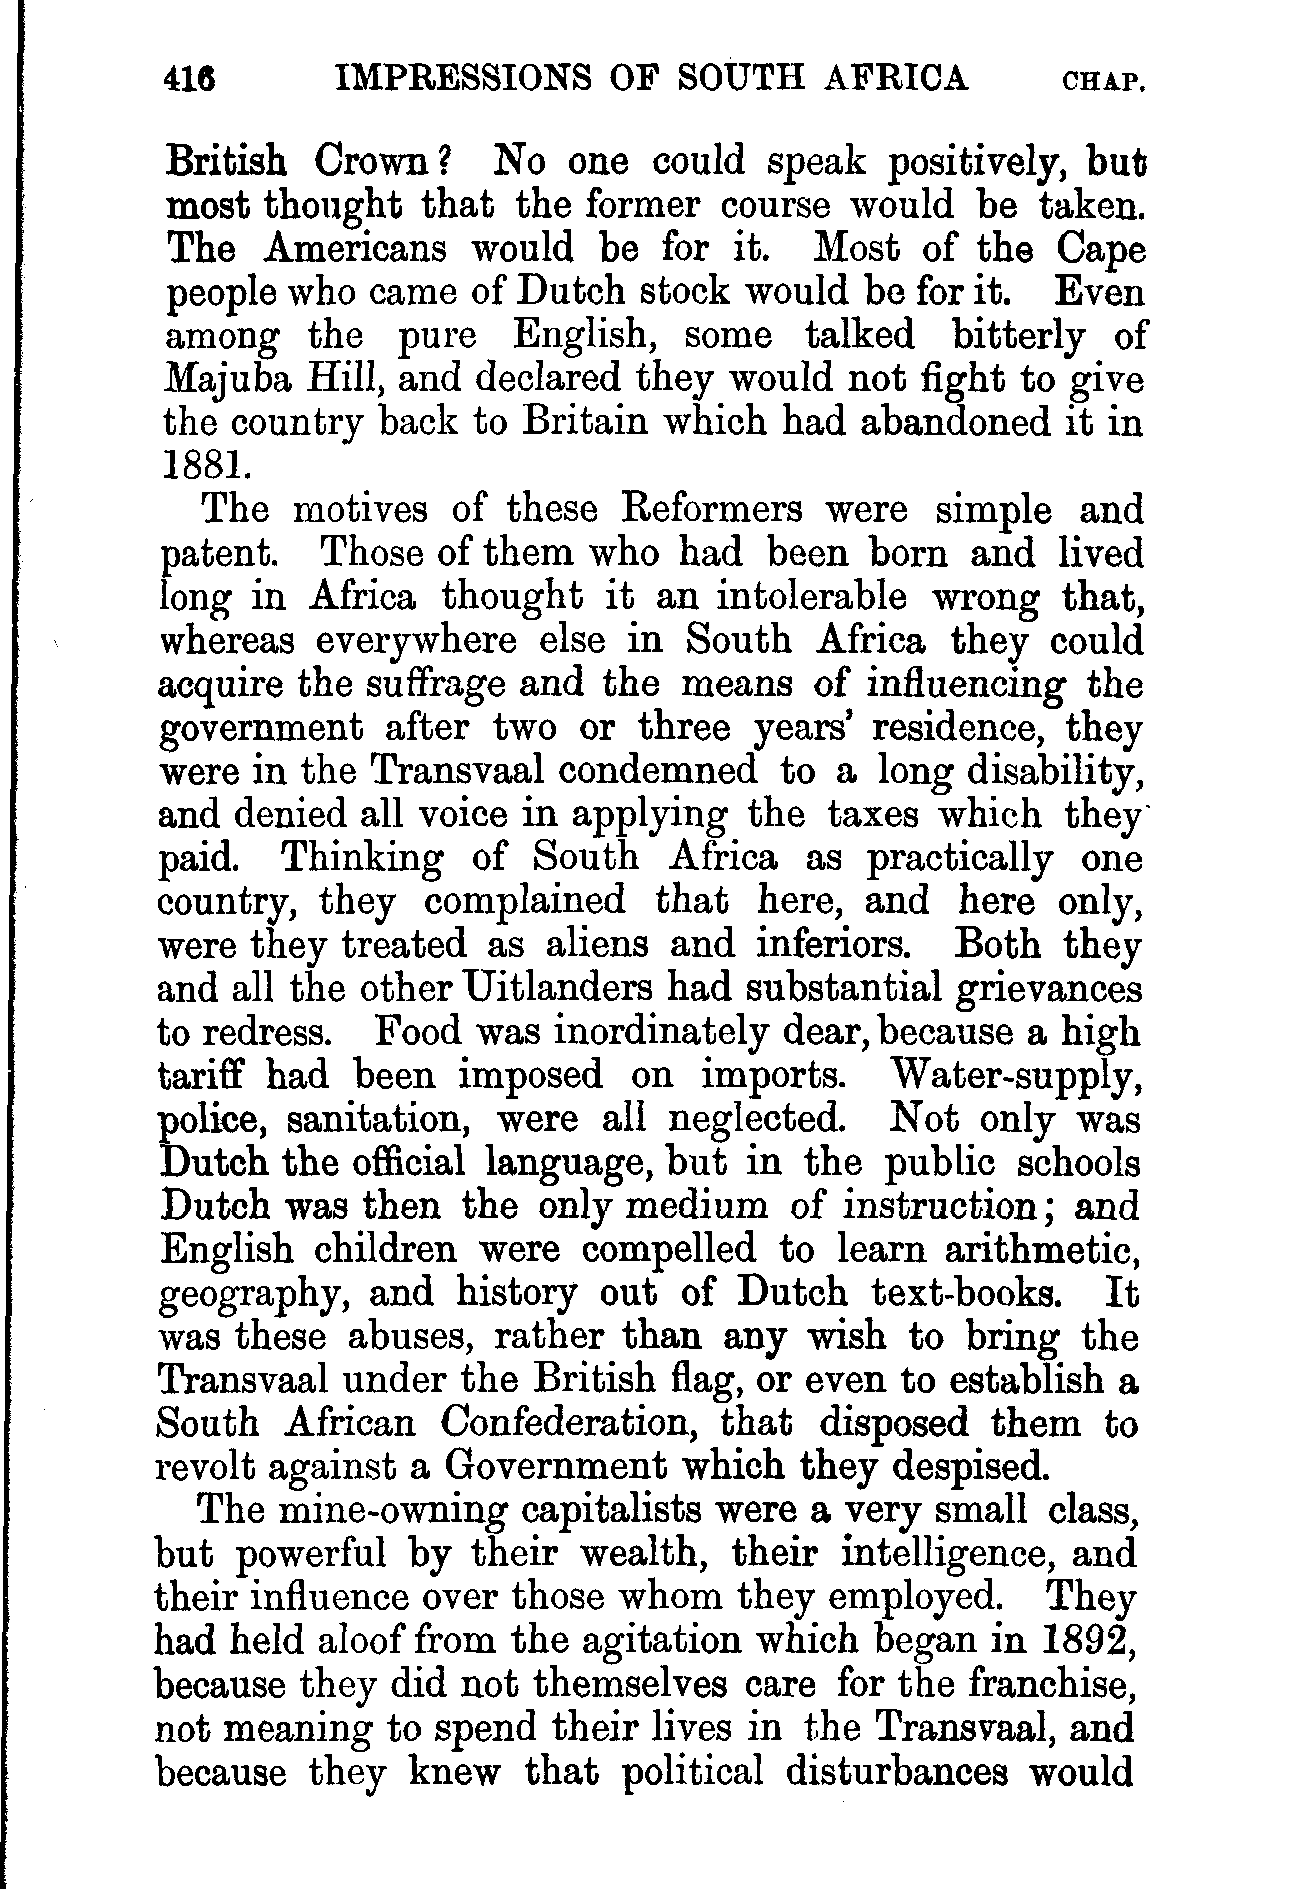 416 IMPRESSIONS OF SOUTH AFRICA CHAP.
British Crown? No one could speak positively, but
most thought that the former course would be taken.
The Americans would be for it. Most of the Cape
people who came of Dutch stock would be for it. Even
among the pure English, some talked bitterly of
Majuba Hill, and declared they would not fight to give
the country back to Britain which had abandoned it in
1881.
The motives of these Reformers were simple and
patent. Those of them who had been born and lived
long in Africa thought it an intolerable wrong that,
whereas everywhere else in South Africa they could
acquire the suffrage and the means of influencing the
government after two or three years' residence, they
were in the Transvaal condemned to a long disability,
and denied all voice in applying the taxes which they
paid. Thinking of South Africa as practically one
country, they complained that here, and here only,
were they treated as aliens and inferiors. Both they
and all the other Uitlanders had substantial grievances
to redress. Food was inordinately dear, because a high
tariff had been imposed on imports. Water-supply,
police, sanitation, were all neglected. Not only was
Dutch the official language, but in the public schools
Dutch was then the only medium of instruction; and
English children were compelled to learn arithmetic,
geography, and history out of Dutch text-books. It
was these abuses, rather than any wish to bring the
Transvaal under the British flag, or even to establish a
South African Confederation, that disposed them to
revolt against a Government which they despised.
The mine-owning capitalists were a very small class,
but powerful by their wealth, their intelligence, and
their influence over those whom they employed. They
had held aloof from the agitation which began in 1892,
because they did not themselves care for the franchise,
not meaning to spend their lives in the Transvaal, and
because they knew that political disturbances would